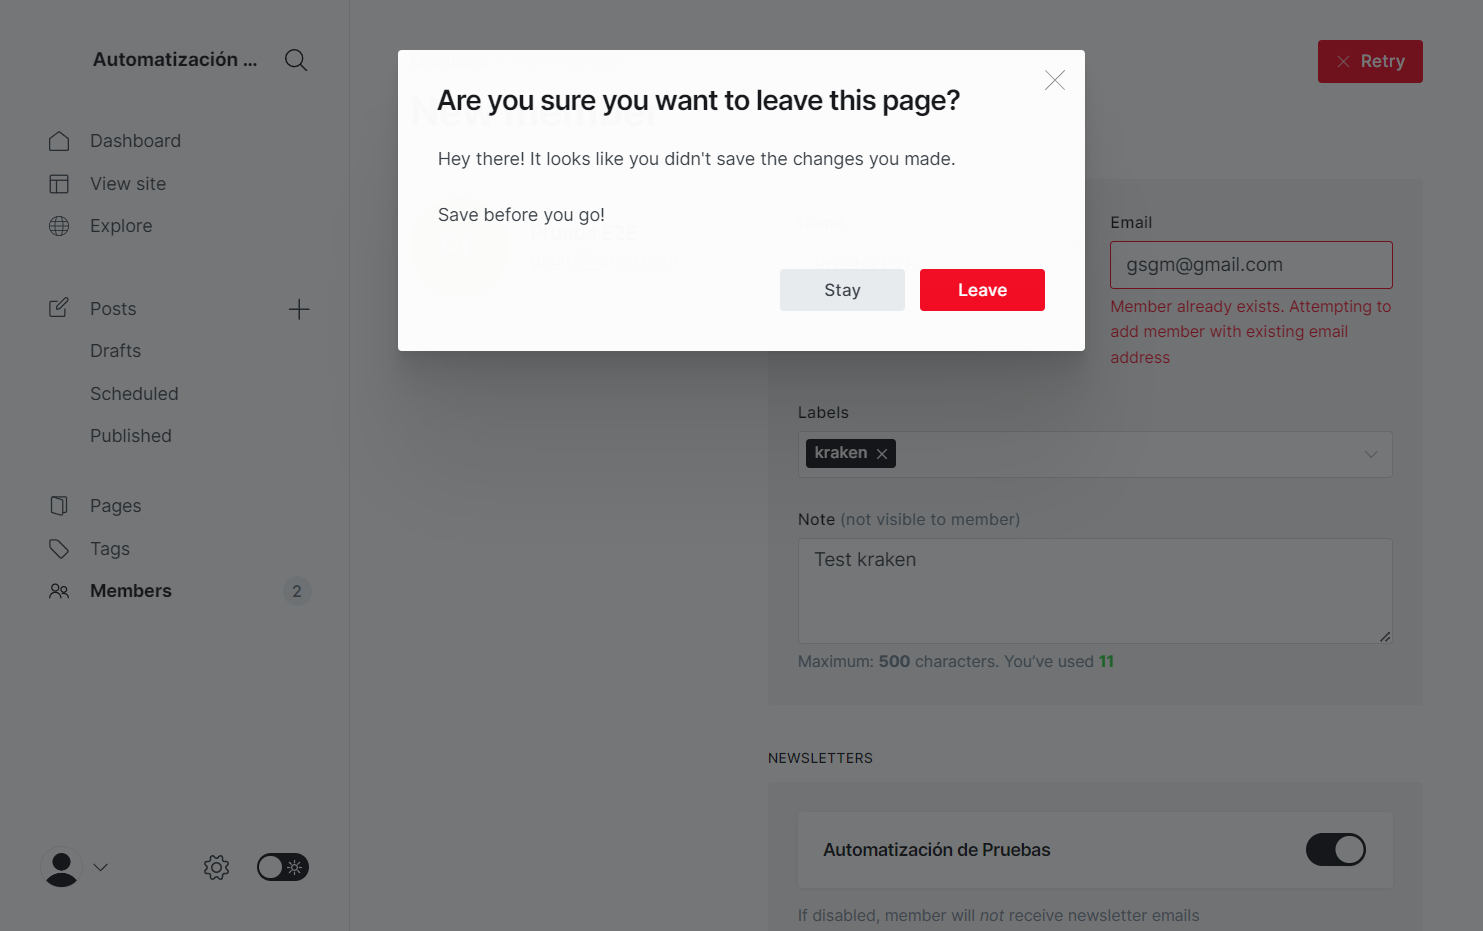 Automatización ...
Dashboard
View site
Explore
Posts
Drafts
Scheduled
Published
Pages
Tags
Members 2
Retry
New member
Are you sure you want to leave this page?
Hey there! It looks like you didn't save the changes you made.
Save before you go!
Prueba E2E
Stay
Leave
Email
gsgm@gmail.com
Member already exists. Attempting to
add member with existing email
address
Labels
kraken
Note (not visible to member)
Test kraken
Maximum: 500 characters. You've used 11
NEWSLETTERS
Automatización de Pruebas
If disabled, member will not receive newsletter emails